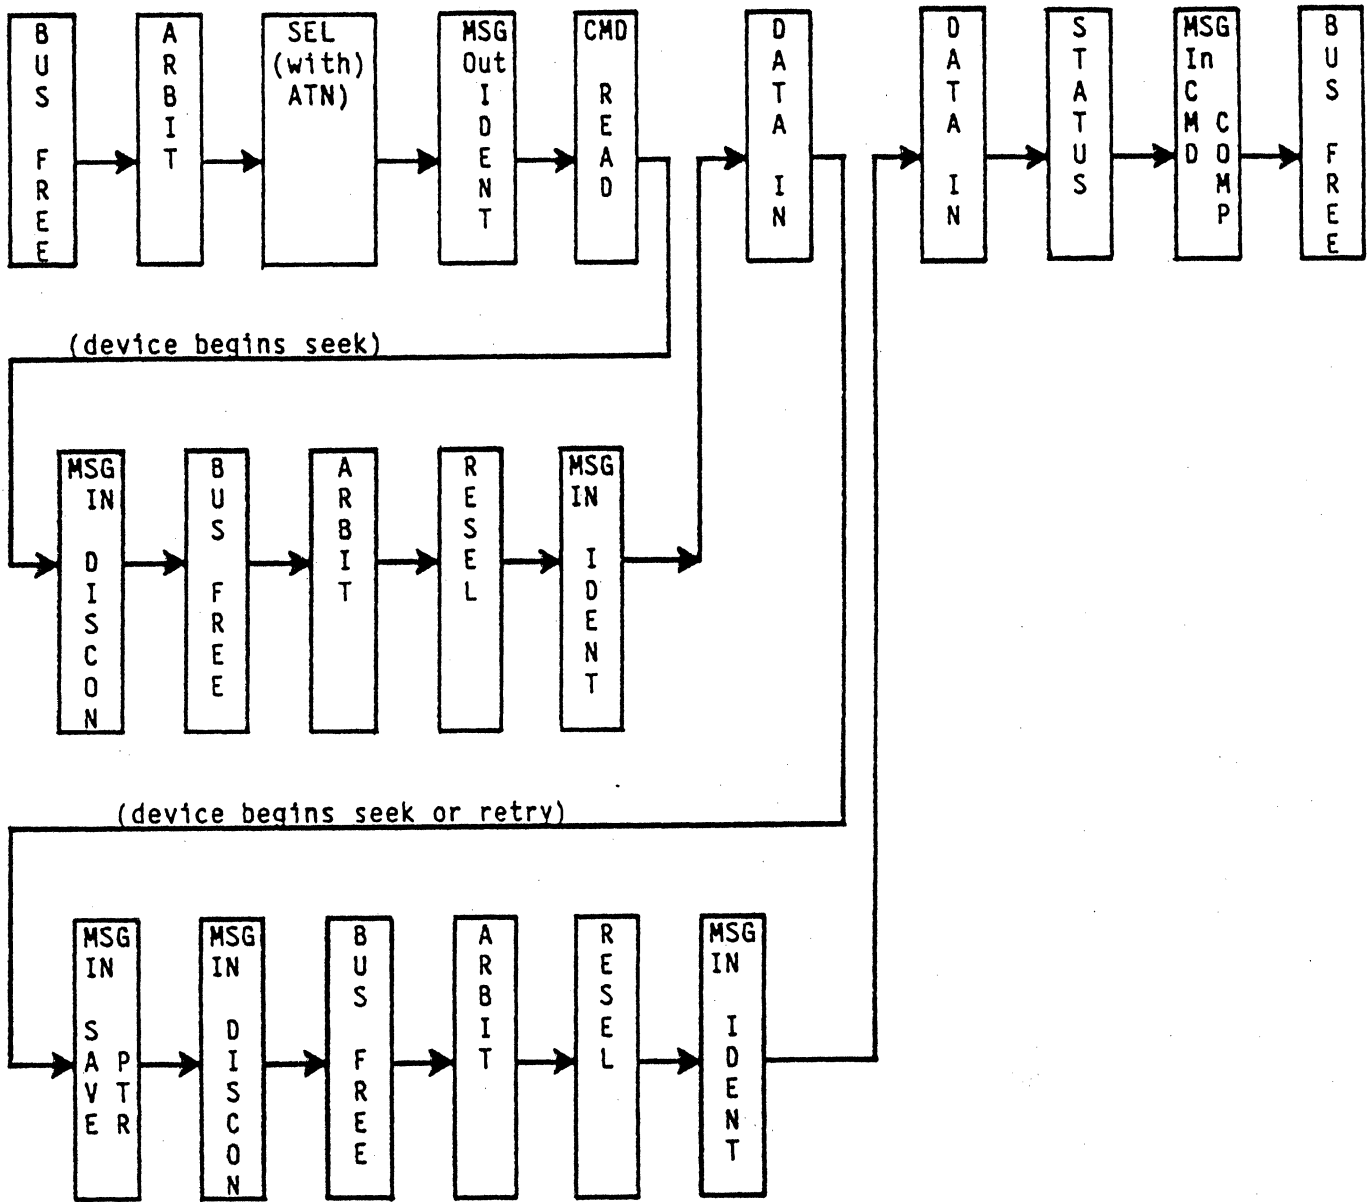 BUS FREE
ARBIT
SEL
(with)
ATN)
MSG
Out
IDENT
CMD
READ
DATA IN
DATA IN
STATUS
MSG
In
CMD COMP
BUS FREE
(device begins seek)
MSG
IN
DISCON
BUS FREE
ARBIT
RESEL
MSG
IN
IDENT
(device begins seek or retry)
MSG
IN
SAVE PTR
MSG
IN
DISCON
BUS FREE
ARBIT
RESEL
MSG
IN
IDENT